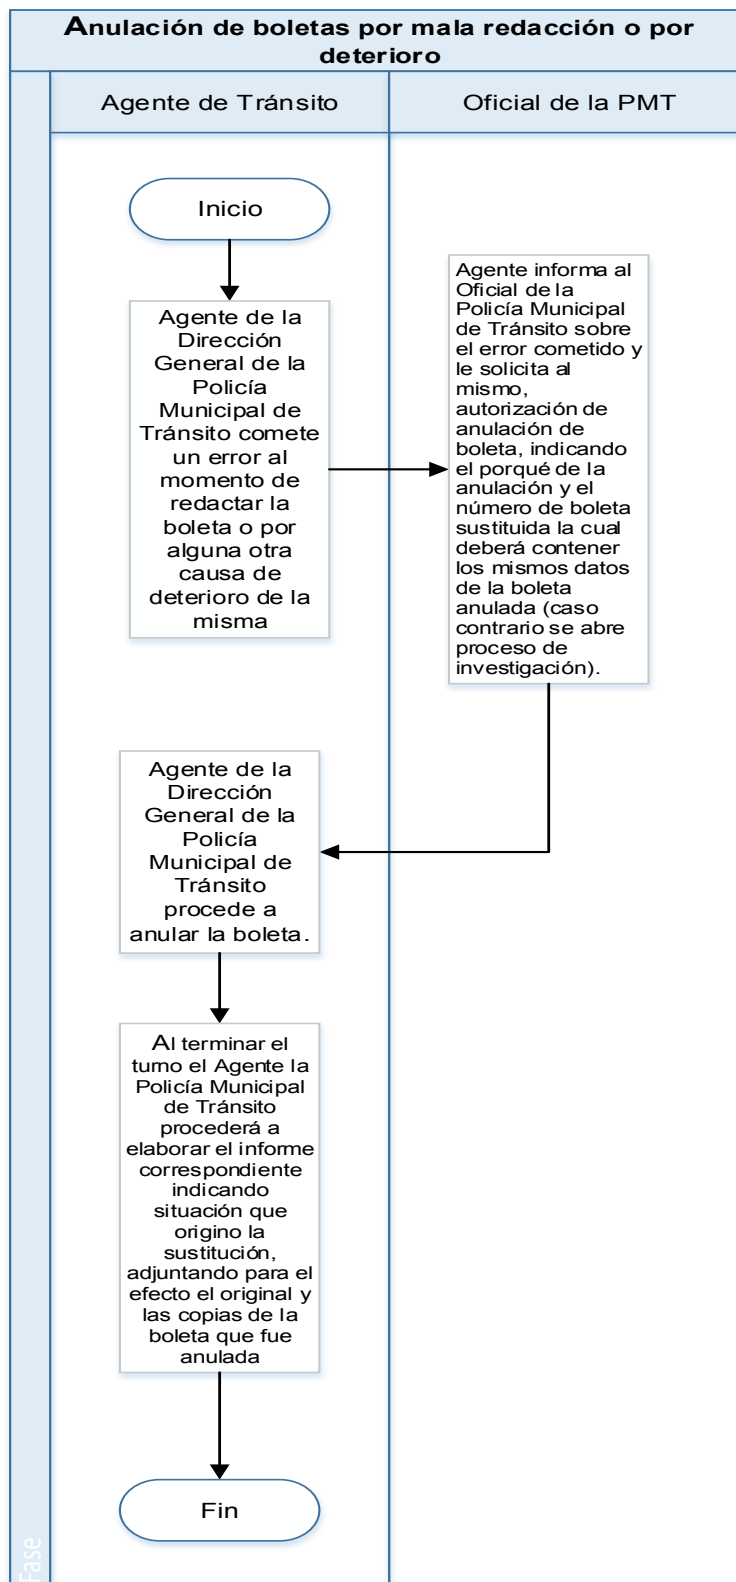 Anulación de boletas por mala redacción o por
deterioro
Agente de Tránsito
Oficial de la PMT
Inicio
Agente de la
Dirección
General de la
Policía
Municipal de
Tránsito comete
un error al
momento de
redactar la
boleta o por
alguna otra
causa de
deterioro de la
misma
Agente informa al
Oficial de la
Policía Municipal
de Tránsito sobre
el error cometido y
le solicita al
mismo,
autorización de
anulación de
boleta, indicando
el porqué de la
anulación y el
número de boleta
sustituida la cual
deberá contener
los mismos datos
de la boleta
anulada (caso
contrario se abre
proceso de
investigación).
Agente de la
Dirección
General de la
Policía
Municipal de
Tránsito
procede a
anular la boleta.
Al terminar el
turno el Agente la
Policía Municipal
de Tránsito
procederá a
elaborar el informe
correspondiente
indicando
situación que
origino la
sustitución,
adjuntando para el
efecto el original y
las copias de la
boleta que fue
anulada
Fin
Fase